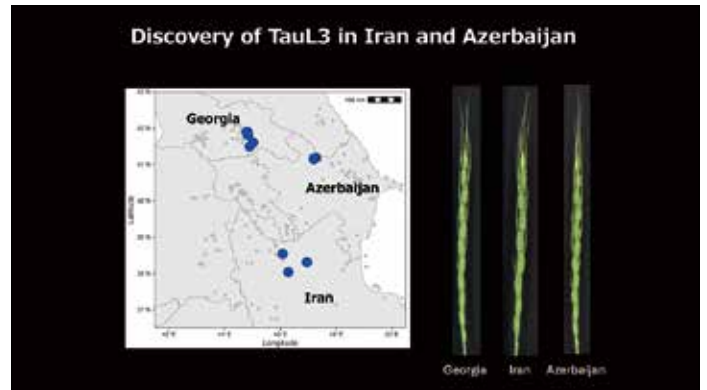 Discovery of TauL3 in Iran and Azerbaijan
Georgia
Azerbaijan
Iran
Latitude
Longitude
Georgia Iran Azerbaijan